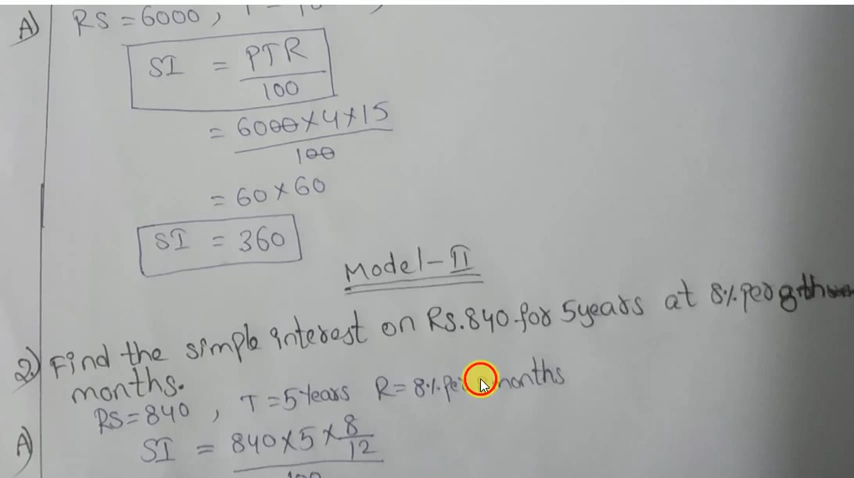 A) RS = 6000 ,
SI = PTR
100
= 6000 × 4 × 15
100
= 60 × 60
SI = 360
Model - II
2) Find the simple interest on Rs.840 for 5 years at 8% per 8th
months.
RS = 840 , T = 5 Years R = 8% per months
A) SI = 840 × 5 × 8
12